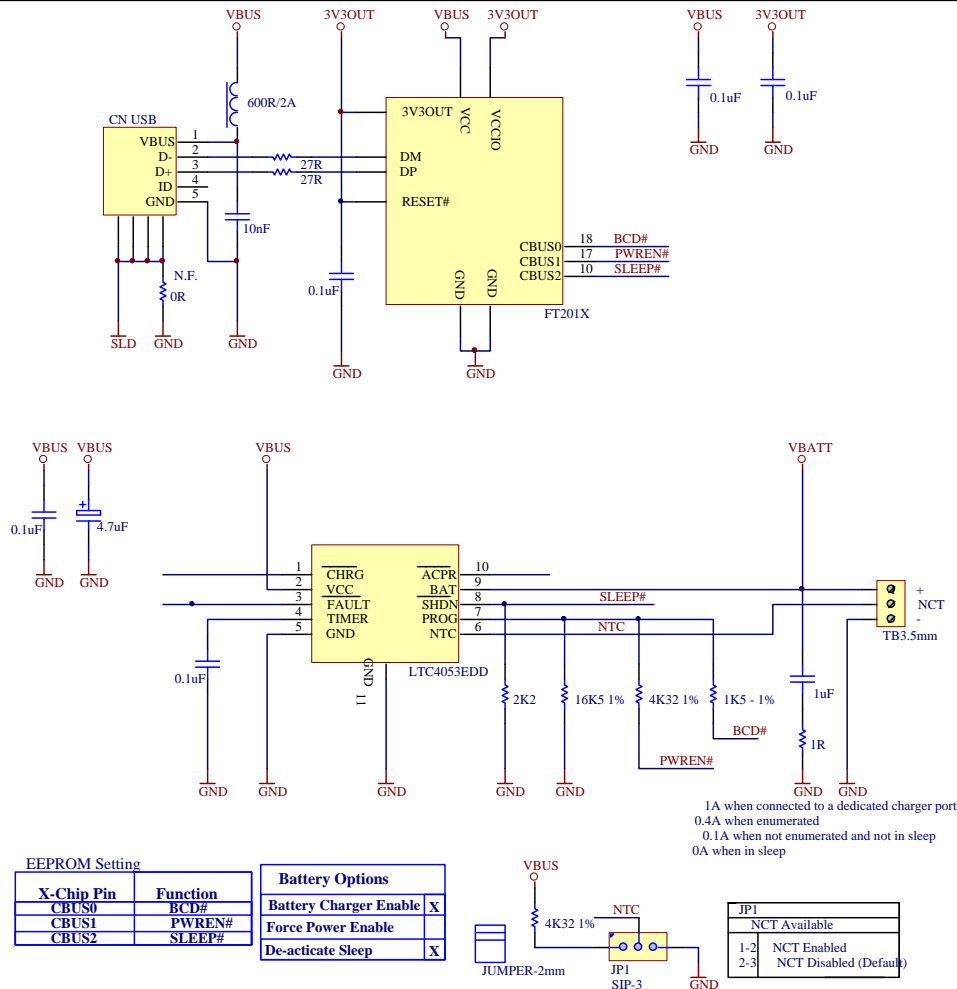 VBUS 3V3OUT VBUS 3V3OUT VBUS 3V3OUT
600R/2A
0.1uF 0.1uF
GND GND
CN USB
VBUS 1
D- 2
D+ 3
ID 4
GND 5
27R
27R
10nF
N.F.
0R
SLD GND GND
0.1uF
GND
3V3OUT
VCC
VCCIO
DM
DP
RESET#
CBUS0 18 BCD#
CBUS1 17 PWREN#
CBUS2 10 SLEEP#
GND
GND
FT201X
GND
VBUS VBUS VBUS VBATT
0.1uF 4.7uF
GND GND
1 CHRG
2 VCC
3 FAULT
4 TIMER
5 GND
ACPR 10
BAT 9
SHDN 8 SLEEP#
PROG 7
NTC 6 NTC
GND
11
LTC4053EDD
+
NCT
-
TB3.5mm
0.1uF
2K2 16K5 1% 4K32 1% 1K5 - 1%
1uF
1R
BCD#
PWREN#
GND GND GND GND GND GND GND
1A when connected to a dedicated charger port
0.4A when enumerated
0.1A when not enumerated and not in sleep
0A when in sleep
EEPROM Setting
X-Chip Pin Function
CBUS0 BCD#
CBUS1 PWREN#
CBUS2 SLEEP#
Battery Options
Battery Charger Enable X
Force Power Enable
De-acticate Sleep X
VBUS
4K32 1%
NTC
JUMPER-2mm
JP1
SIP-3
GND
JP1
NCT Available
1-2 NCT Enabled
2-3 NCT Disabled (Default)